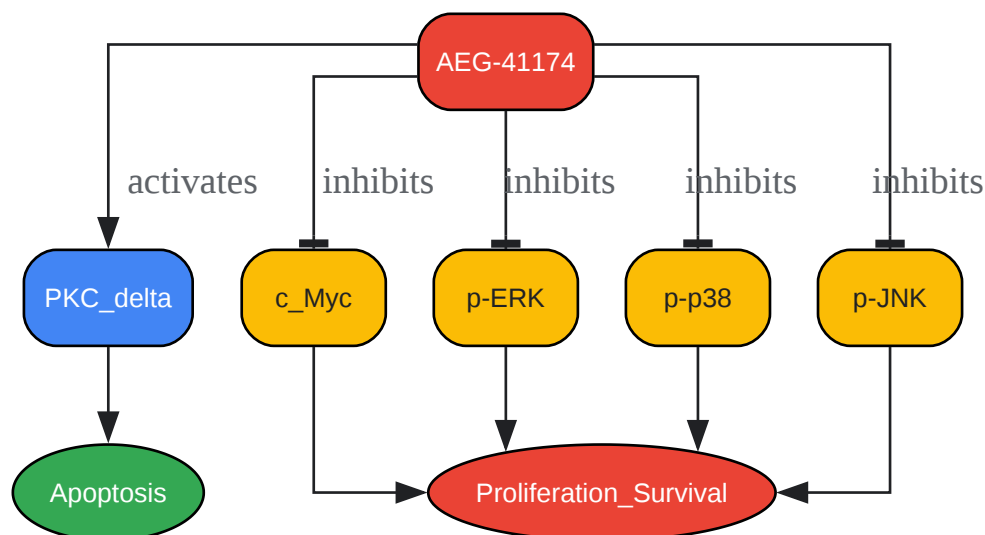 AEG-41174
activates
inhibits
inhibits
inhibits
inhibits
PKC_delta
c_Myc
p-ERK
p-p38
p-JNK
Apoptosis
Proliferation_Survival